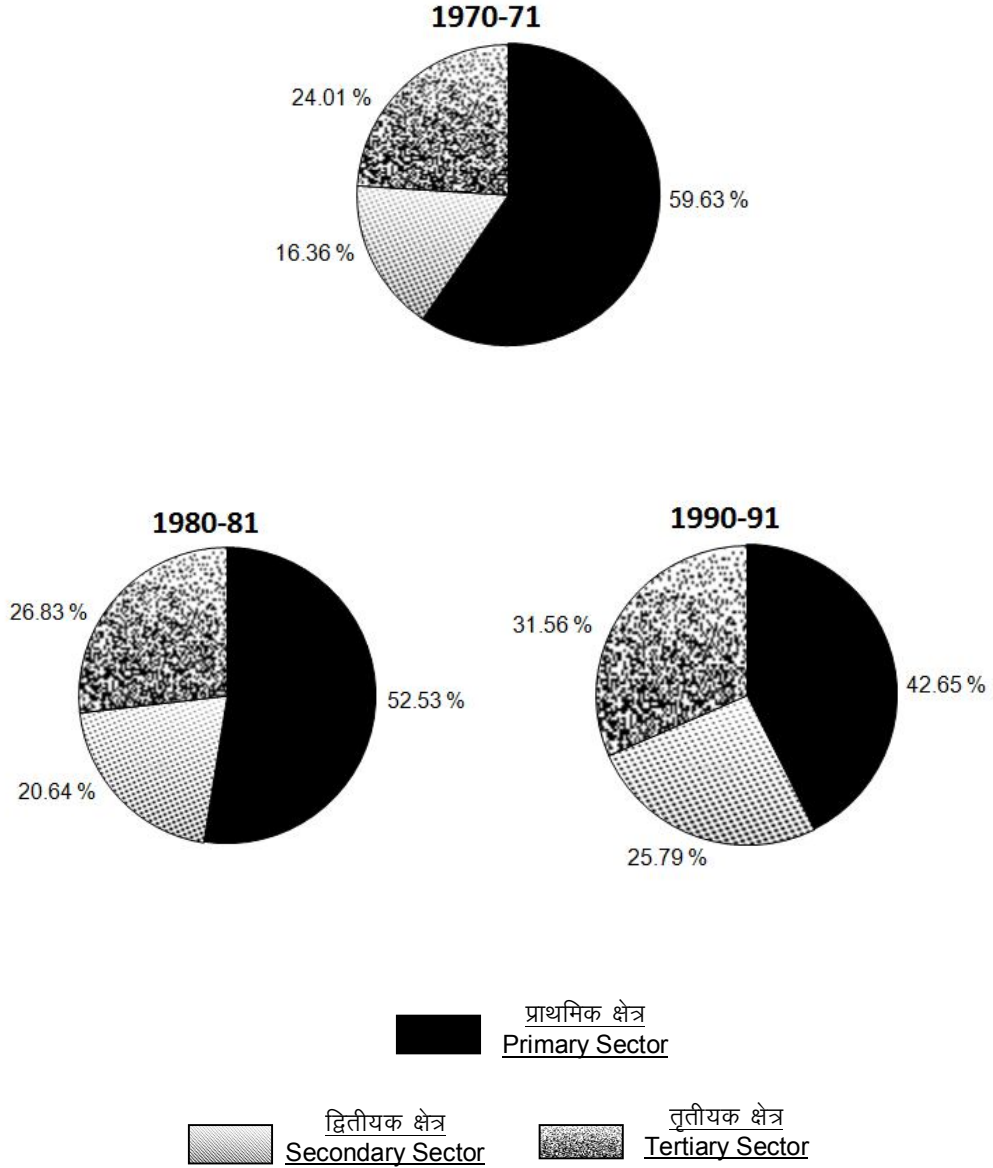 1970-71
24.01 %
59.63 %
16.36 %
1980-81
26.83 %
52.53 %
20.64 %
1990-91
31.56 %
42.65 %
25.79 %
प्राथमिक क्षेत्र
Primary Sector
द्वितीयक क्षेत्र
Secondary Sector
तृतीयक क्षेत्र
Tertiary Sector